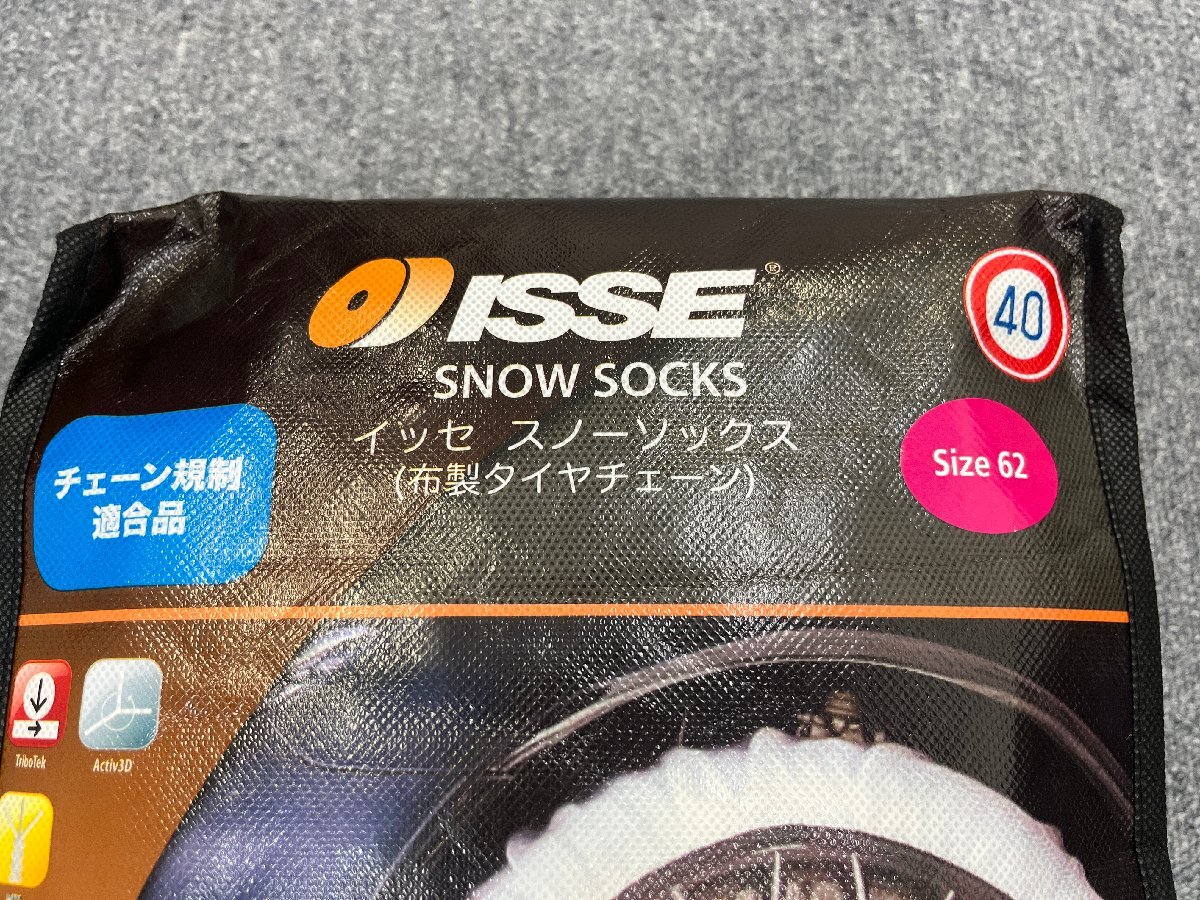 ISSE®
SNOW SOCKS
イッセ スノーソックス
(布製タイヤチェーン)
40
Size 62
チェーン規制
適合品
TriboTek
Activ3D